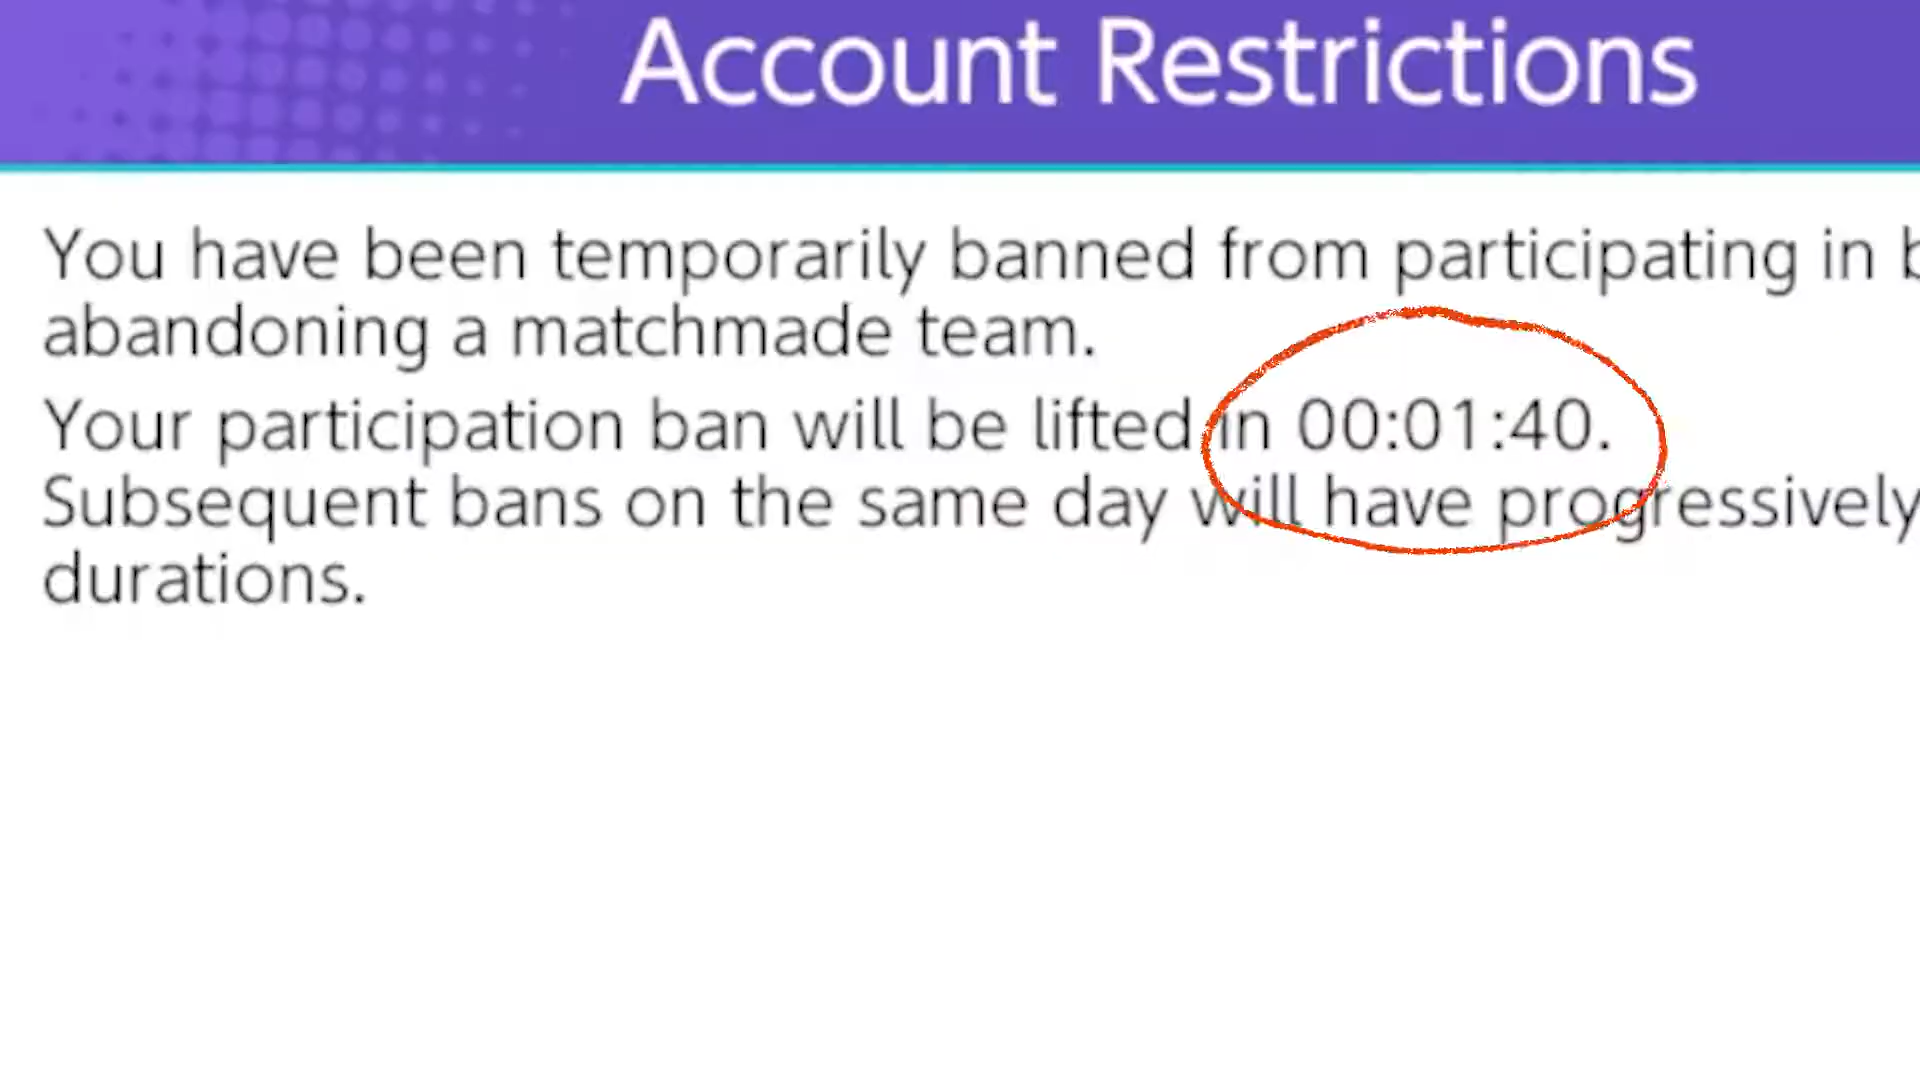 Account Restrictions
You have been temporarily banned from participating in
abandoning a matchmade team.
Your participation ban will be lifted in 00:01:40.
Subsequent bans on the same day will have progressively
durations.